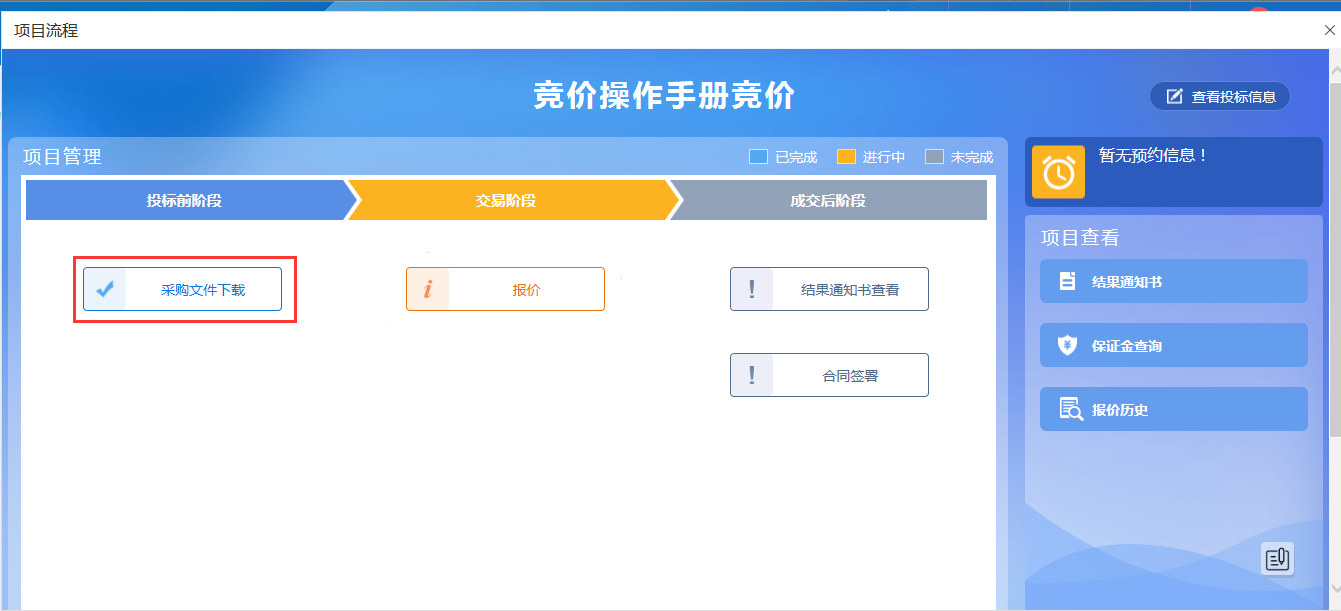 项目流程
竞价操作手册竞价
查看投标信息
项目管理
已完成
进行中
未完成
投标前阶段
交易阶段
成交后阶段
采购文件下载
报价
结果通知书查看
合同签署
暂无预约信息！
项目查看
结果通知书
保证金查询
报价历史